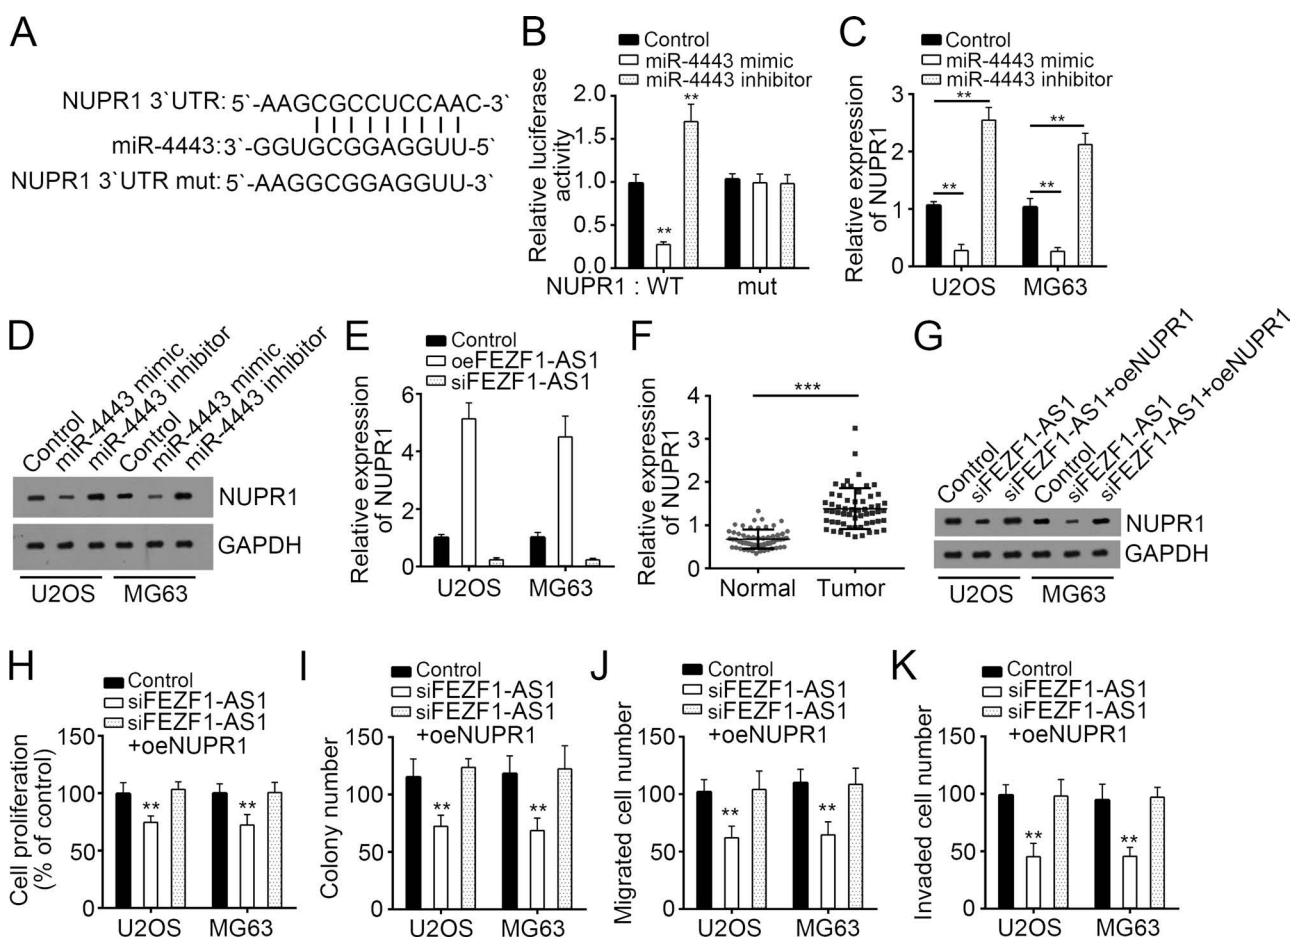 A
NUPR1 3`UTR: 5`-AAGCGCCUCCAAC-3`
miR-4443: 3`-GGUGCGGAGGUU-5`
NUPR1 3`UTR mut: 5`-AAGGCGGAGGUU-3`
B
Control
miR-4443 mimic
miR-4443 inhibitor
Relative luciferase
activity
2.0
1.5
1.0
0.5
0.0
**
**
NUPR1 : WT
mut
C
Control
miR-4443 mimic
miR-4443 inhibitor
Relative expression
of NUPR1
3
2
1
0
**
**
**
**
U2OS
MG63
D
Control
miR-4443 mimic
miR-4443 inhibitor
Control
miR-4443 mimic
miR-4443 inhibitor
NUPR1
GAPDH
U2OS
MG63
E
Control
oeFEZF1-AS1
siFEZF1-AS1
Relative expression
of NUPR1
6
4
2
0
U2OS
MG63
F
Relative expression
of NUPR1
4
3
2
1
0
***
Normal
Tumor
G
Control
siFEZF1-AS1
siFEZF1-AS1+oeNUPR1
Control
siFEZF1-AS1
siFEZF1-AS1+oeNUPR1
NUPR1
GAPDH
U2OS
MG63
H
Control
siFEZF1-AS1
siFEZF1-AS1
+oeNUPR1
Cell proliferation
(% of control)
150
100
50
0
**
**
U2OS
MG63
I
Control
siFEZF1-AS1
siFEZF1-AS1
+oeNUPR1
Colony number
150
100
50
0
**
**
U2OS
MG63
J
Control
siFEZF1-AS1
siFEZF1-AS1
+oeNUPR1
Migrated cell number
150
100
50
0
**
**
U2OS
MG63
K
Control
siFEZF1-AS1
siFEZF1-AS1
+oeNUPR1
Invaded cell number
150
100
50
0
**
**
U2OS
MG63